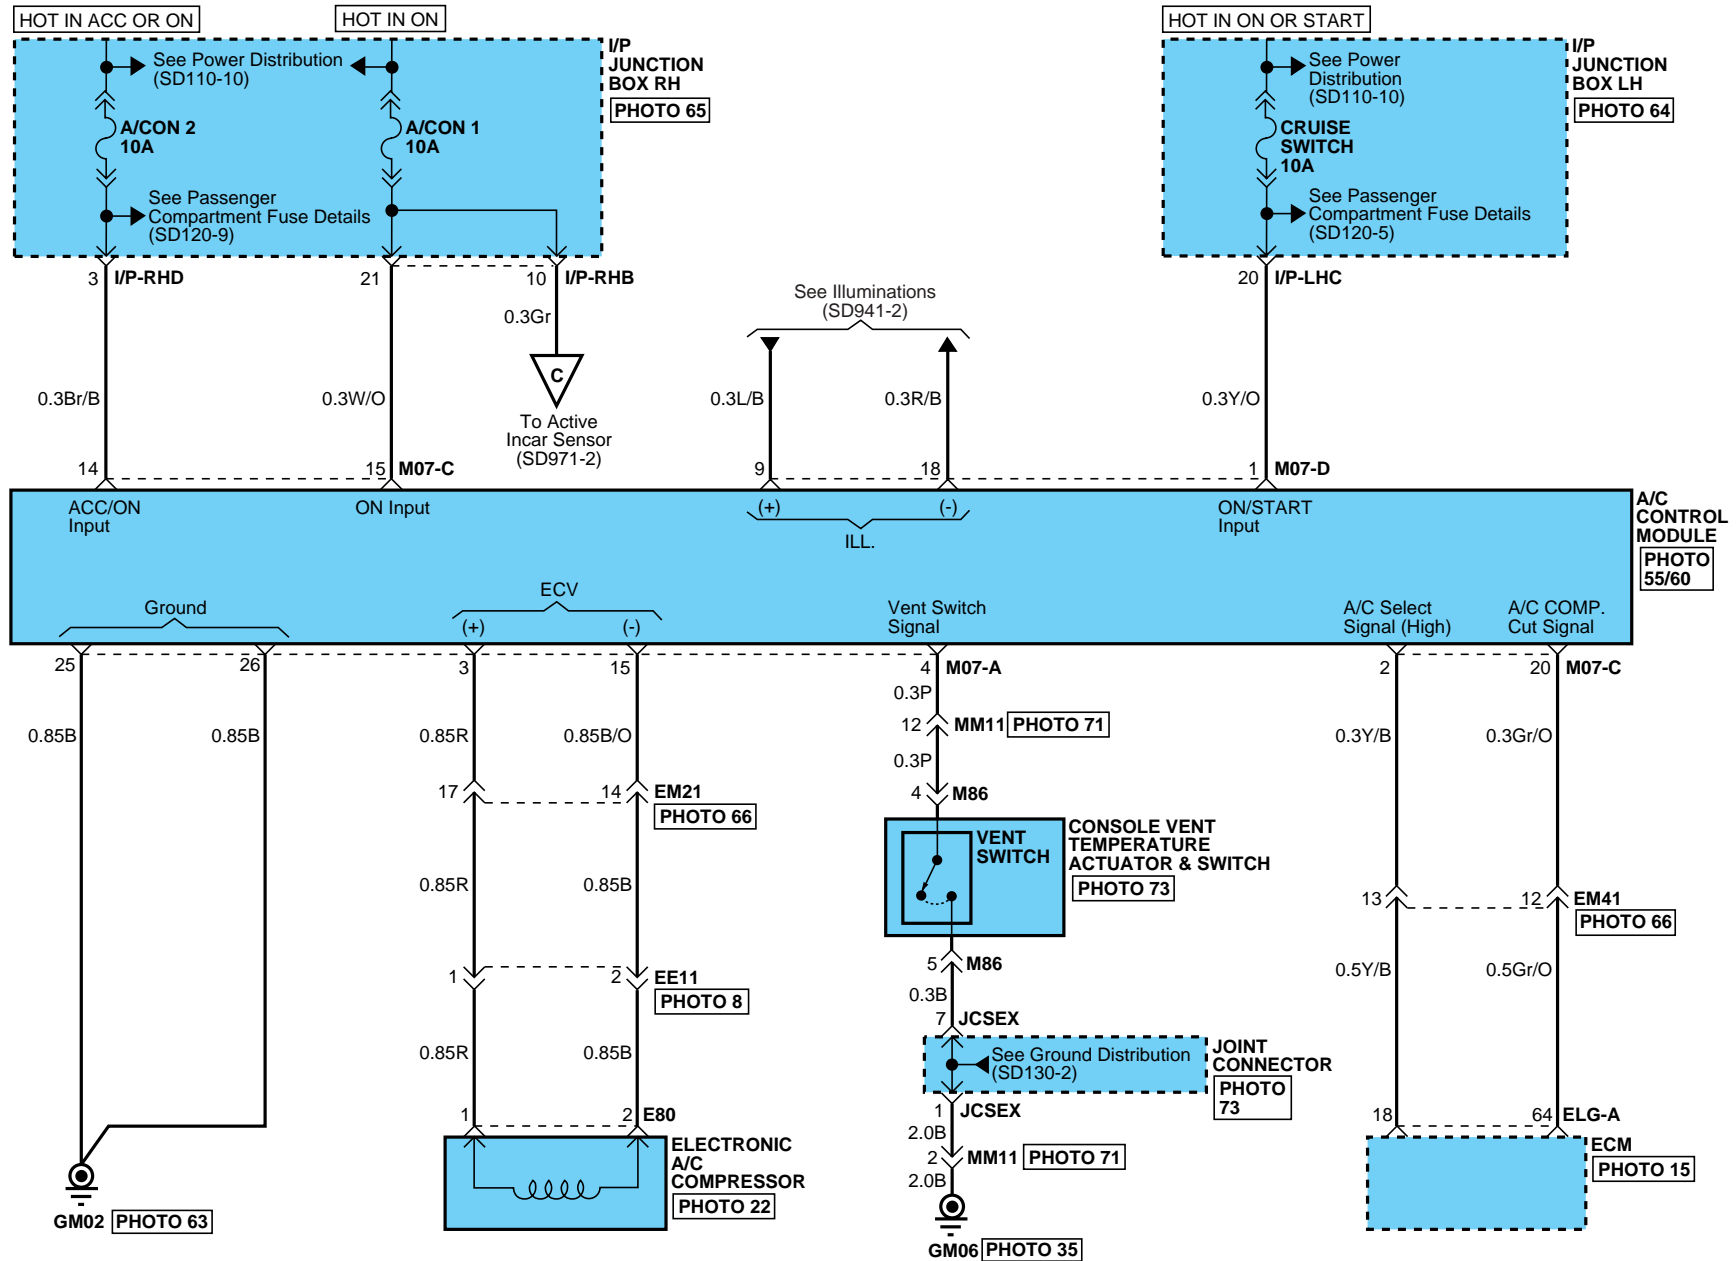 HOT IN ACC OR ON
HOT IN ON
HOT IN ON OR START
See Power Distribution
(SD110-10)
A/CON 2
10A
A/CON 1
10A
See Passenger
Compartment Fuse Details
(SD120-9)
I/P
JUNCTION
BOX RH
PHOTO 65
See Power
Distribution
(SD110-10)
CRUISE
SWITCH
10A
See Passenger
Compartment Fuse Details
(SD120-5)
I/P
JUNCTION
BOX LH
PHOTO 64
3 I/P-RHD
21
10 I/P-RHB
20 I/P-LHC
0.3Gr
C
To Active
Incar Sensor
(SD971-2)
See Illuminations
(SD941-2)
0.3Br/B
0.3W/O
0.3L/B
0.3R/B
0.3Y/O
14
15 M07-C
9
18
1 M07-D
ACC/ON
Input
ON Input
(+)
(-)
ILL.
ON/START
Input
A/C
CONTROL
MODULE
PHOTO
55/60
Ground
ECV
(+)
(-)
Vent Switch
Signal
A/C Select
Signal (High)
A/C COMP.
Cut Signal
25
26
3
15
4 M07-A
2
20 M07-C
0.85B
0.85B
0.85R
0.85B/O
0.3P
12 MM11 PHOTO 71
0.3P
0.3Y/B
0.3Gr/O
17
14 EM21
PHOTO 66
4 M86
VENT
SWITCH
CONSOLE VENT
TEMPERATURE
ACTUATOR & SWITCH
PHOTO 73
0.85R
0.85B
13
12 EM41
PHOTO 66
1
2 EE11
PHOTO 8
5 M86
0.3B
7 JCSEX
0.5Y/B
0.5Gr/O
0.85R
0.85B
See Ground Distribution
(SD130-2)
JOINT
CONNECTOR
PHOTO
73
1
2 E80
1 JCSEX
2.0B
2 MM11 PHOTO 71
2.0B
18
64 ELG-A
ELECTRONIC
A/C
COMPRESSOR
PHOTO 22
ECM
PHOTO 15
GM02 PHOTO 63
GM06 PHOTO 35